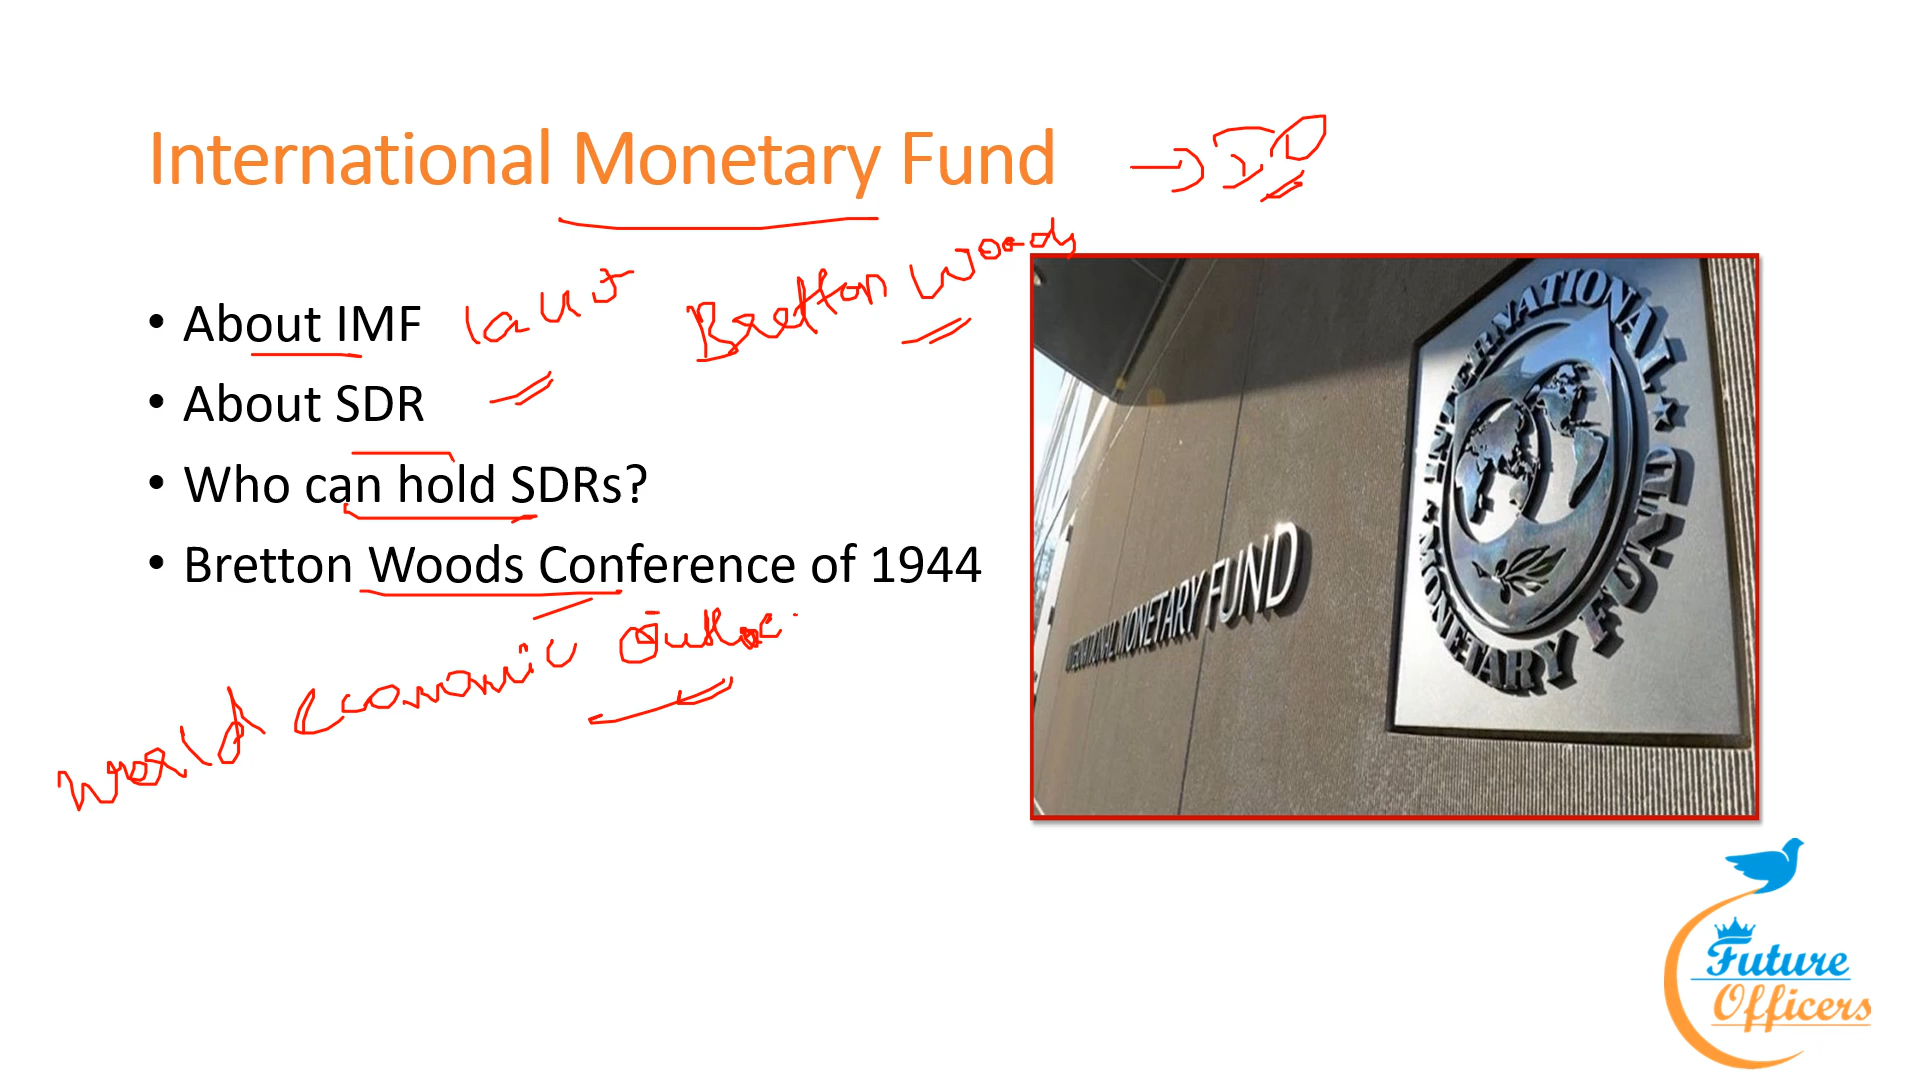 International Monetary Fund
Bretton Woods
• About IMF
• About SDR
• Who can hold SDRs?
• Bretton Woods Conference of 1944
World Economic
INTERNATIONAL MONETARY FUND
INTERNATIONAL
MONETARY FUND
Future
Officers